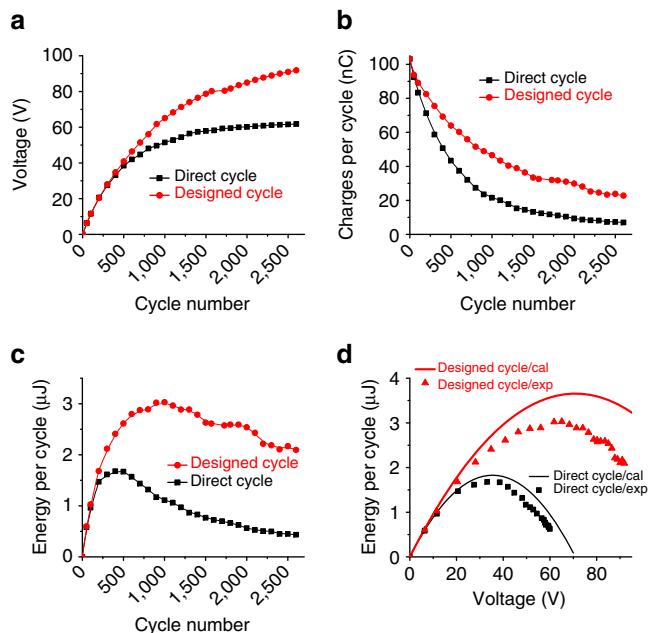 a
Voltage (V)
100
80
60
40
20
0
Direct cycle
Designed cycle
0
500
1,000
1,500
2,000
2,500
Cycle number
b
Charges per cycle (nC)
100
80
60
40
20
0
Direct cycle
Designed cycle
0
500
1,000
1,500
2,000
2,500
Cycle number
c
Energy per cycle (μJ)
4
3
2
1
0
Designed cycle
Direct cycle
0
500
1,000
1,500
2,000
2,500
Cycle number
d
Designed cycle/cal
Designed cycle/exp
Energy per cycle (μJ)
4
3
2
1
0
Direct cycle/cal
Direct cycle/exp
0
20
40
60
80
Voltage (V)